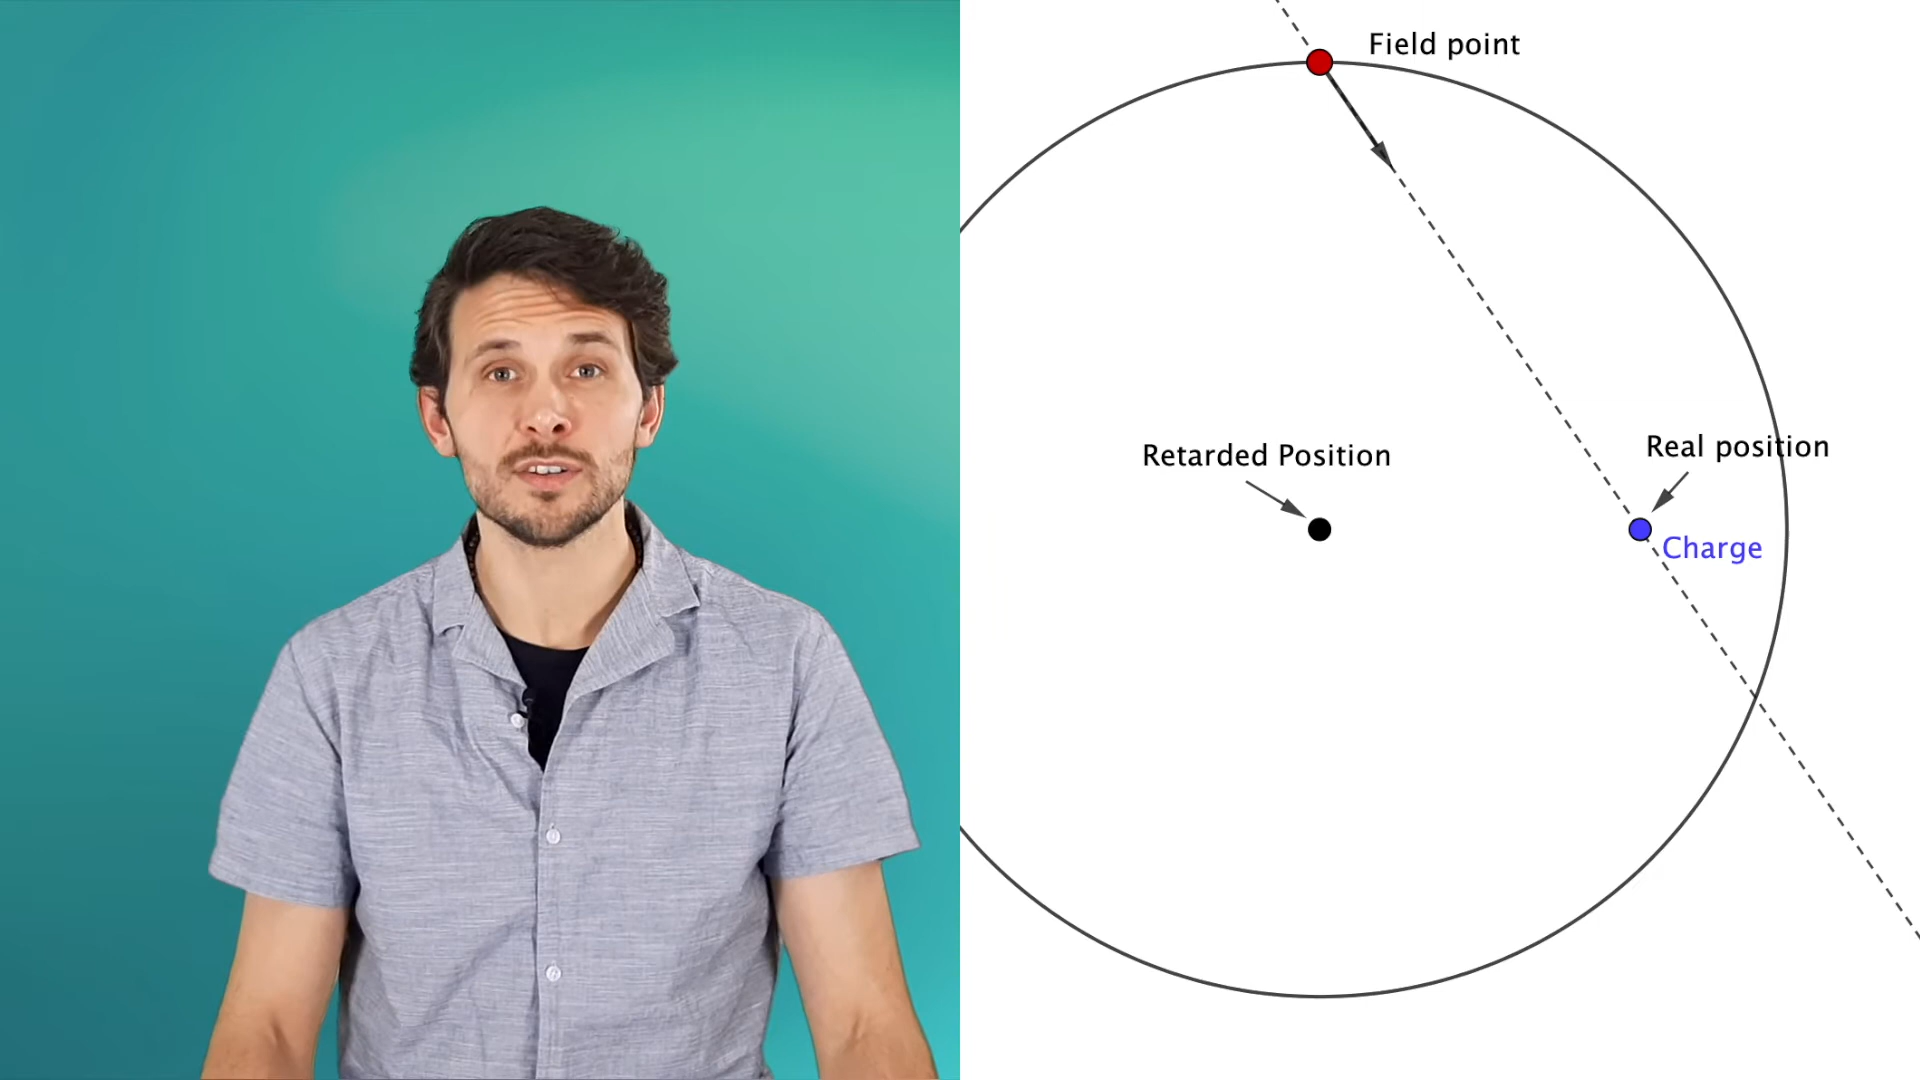 Field point
Retarded Position
Real position
Charge